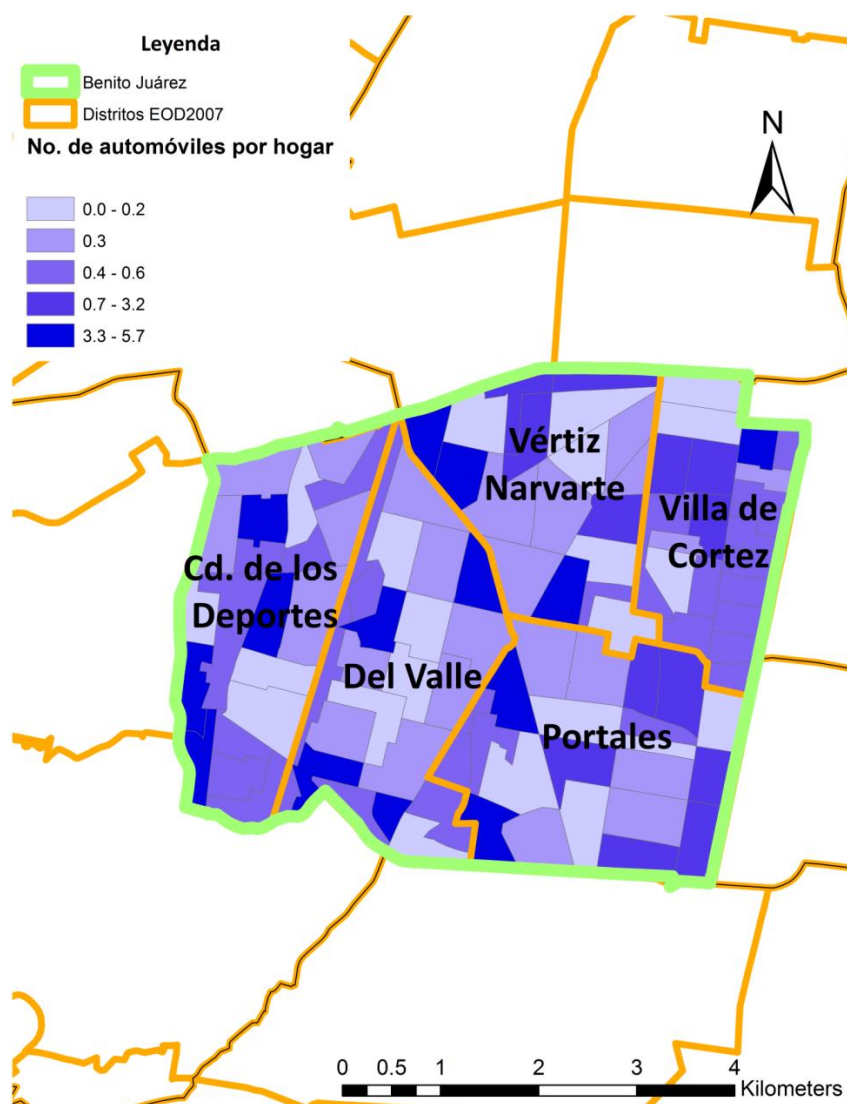 Leyenda
Benito Juárez
Distritos EOD2007
No. de automóviles por hogar
0.0 - 0.2
0.3
0.4 - 0.6
0.7 - 3.2
3.3 - 5.7
N
Vértiz
Narvarte
Villa de
Cortez
Cd. de los
Deportes
Del Valle
Portales
0 0.5 1 2 3 4
Kilometers